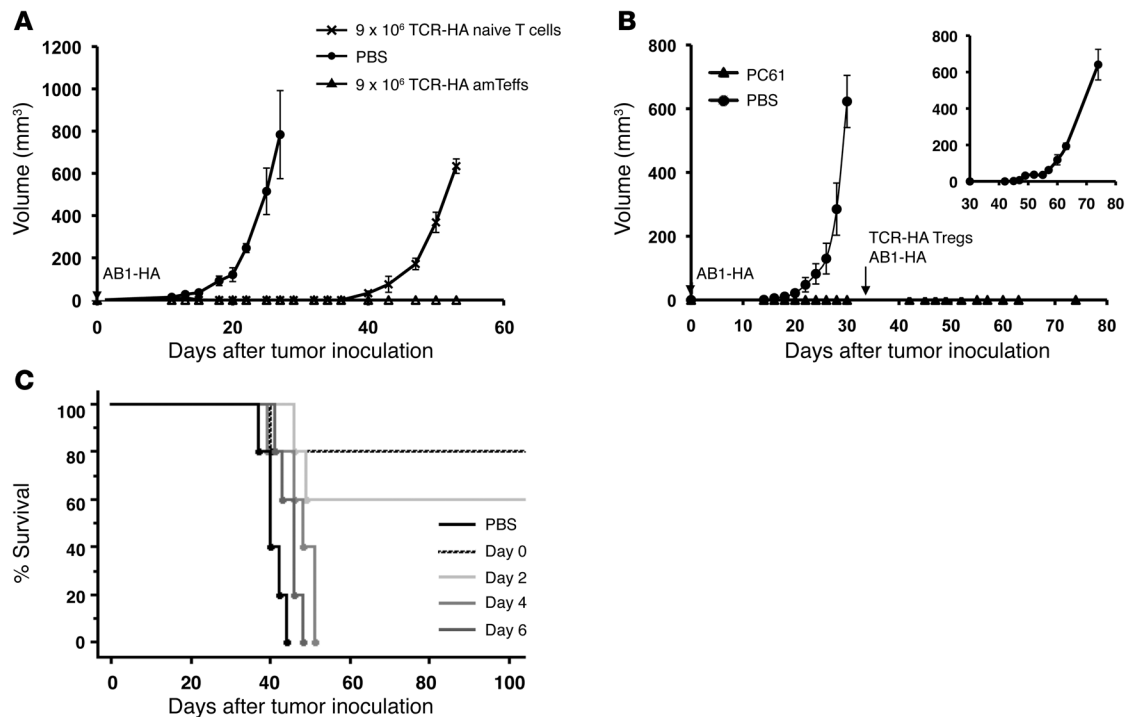 A
9 x 10⁶ TCR-HA naive T cells
PBS
9 x 10⁶ TCR-HA amTeffs
1200
1000
800
600
400
200
0
Volume (mm³)
AB1-HA
0
20
40
60
Days after tumor inoculation
B
PC61
PBS
800
600
400
200
0
Volume (mm³)
AB1-HA
TCR-HA Tregs
AB1-HA
0
10
20
30
40
50
60
70
80
Days after tumor inoculation
800
600
400
200
0
30
40
50
60
70
80
C
100
80
60
40
20
0
% Survival
PBS
Day 0
Day 2
Day 4
Day 6
0
20
40
60
80
100
Days after tumor inoculation